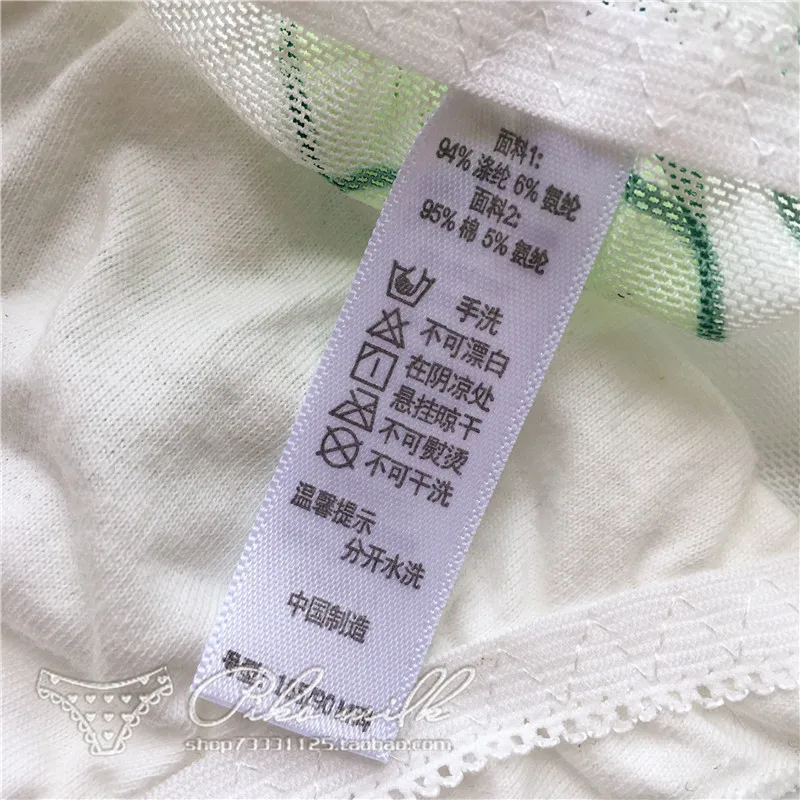 面料1:
94% 涤纶 6% 氨纶
面料2:
95% 棉 5% 氨纶
手洗
不可漂白
在阴凉处
悬挂晾干
不可熨烫
不可干洗
温馨提示
分开水洗
中国制造
milk
shop73331125.taobao.com